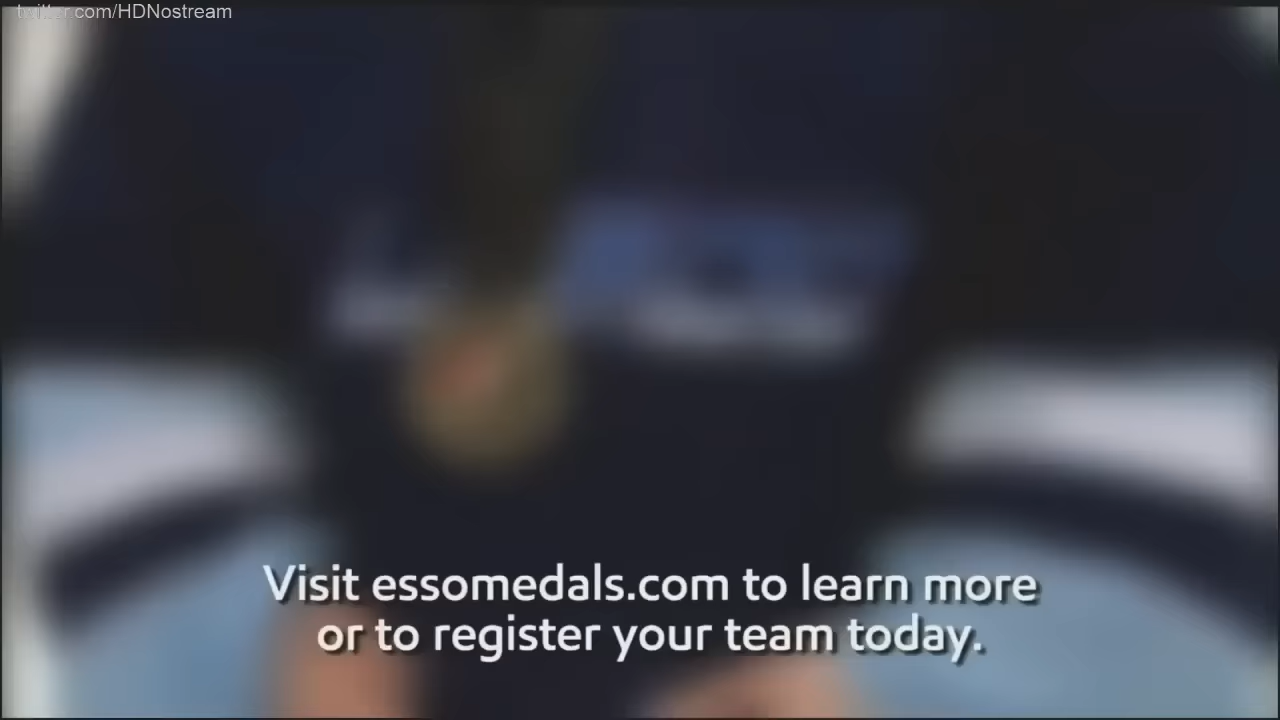 twitter.com/HDNostream
Visit essomedals.com to learn more
or to register your team today.